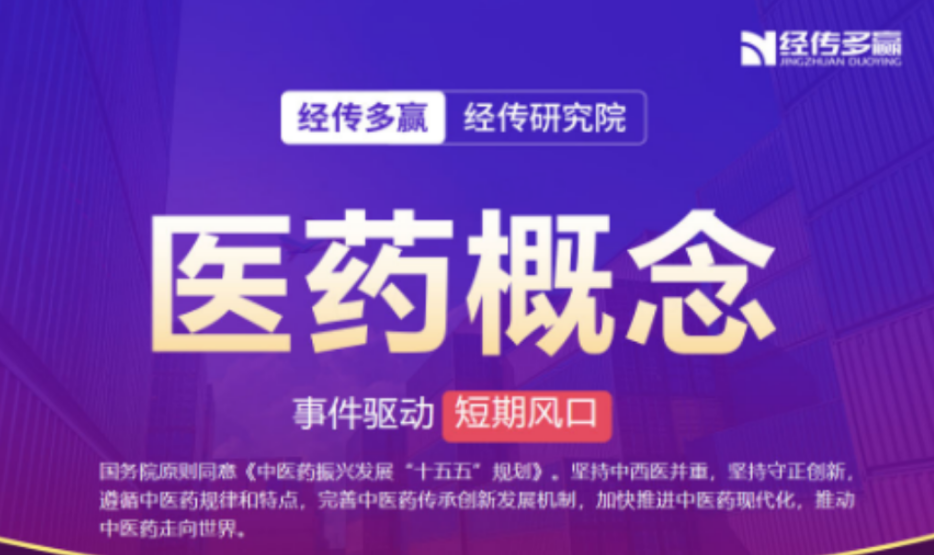 经传多赢
JINGZHUAN DUOYING
经传多赢 经传研究院
医药概念
事件驱动 短期风口
国务院原则同意《中医药振兴发展“十五五”规划》。坚持中西医并重，坚持守正创新，
遵循中医药规律和特点，完善中医药传承创新发展机制，加快推进中医药现代化，推动
中医药走向世界。